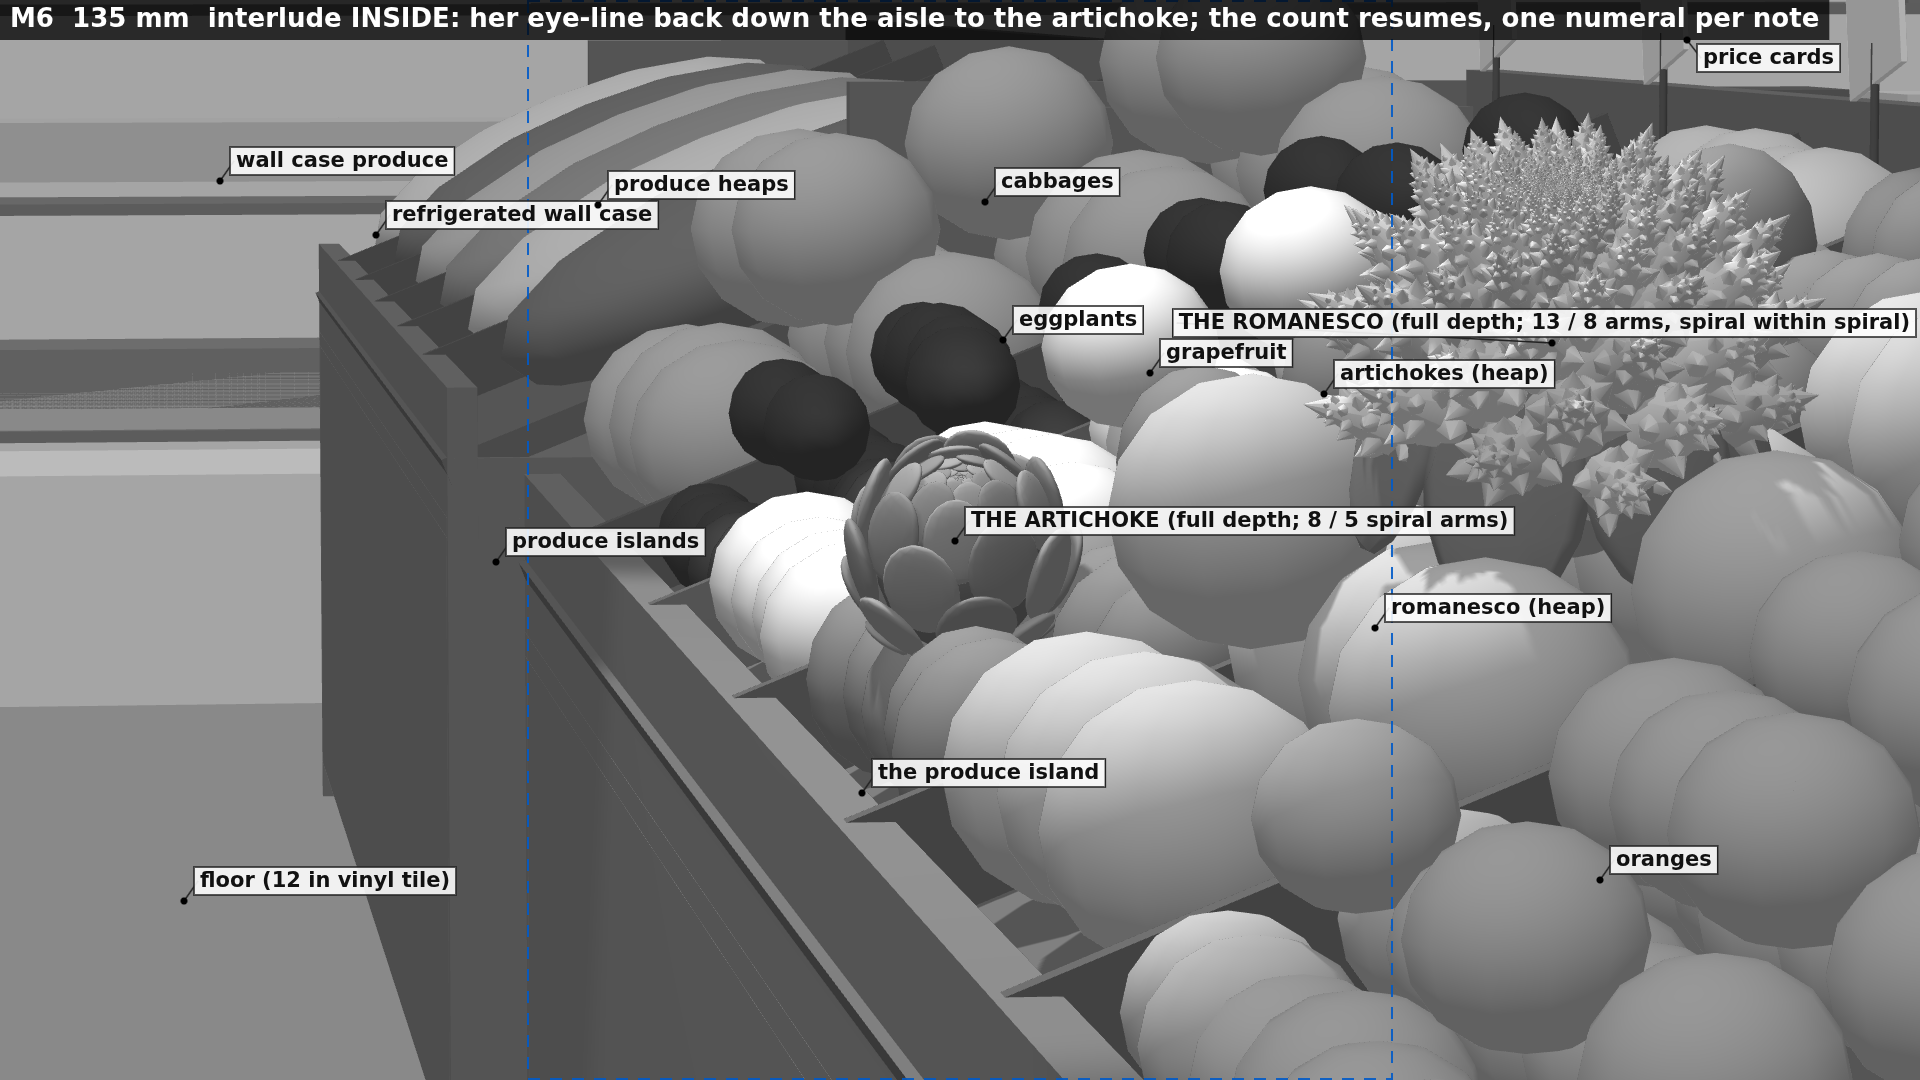 M6 135 mm interlude INSIDE: her eye-line back down the aisle to the artichoke; the count resumes, one numeral per note
price cards
wall case produce
produce heaps
cabbages
refrigerated wall case
eggplants
THE ROMANESCO (full depth; 13 / 8 arms, spiral within spiral)
grapefruit
artichokes (heap)
THE ARTICHOKE (full depth; 8 / 5 spiral arms)
produce islands
romanesco (heap)
the produce island
oranges
floor (12 in vinyl tile)